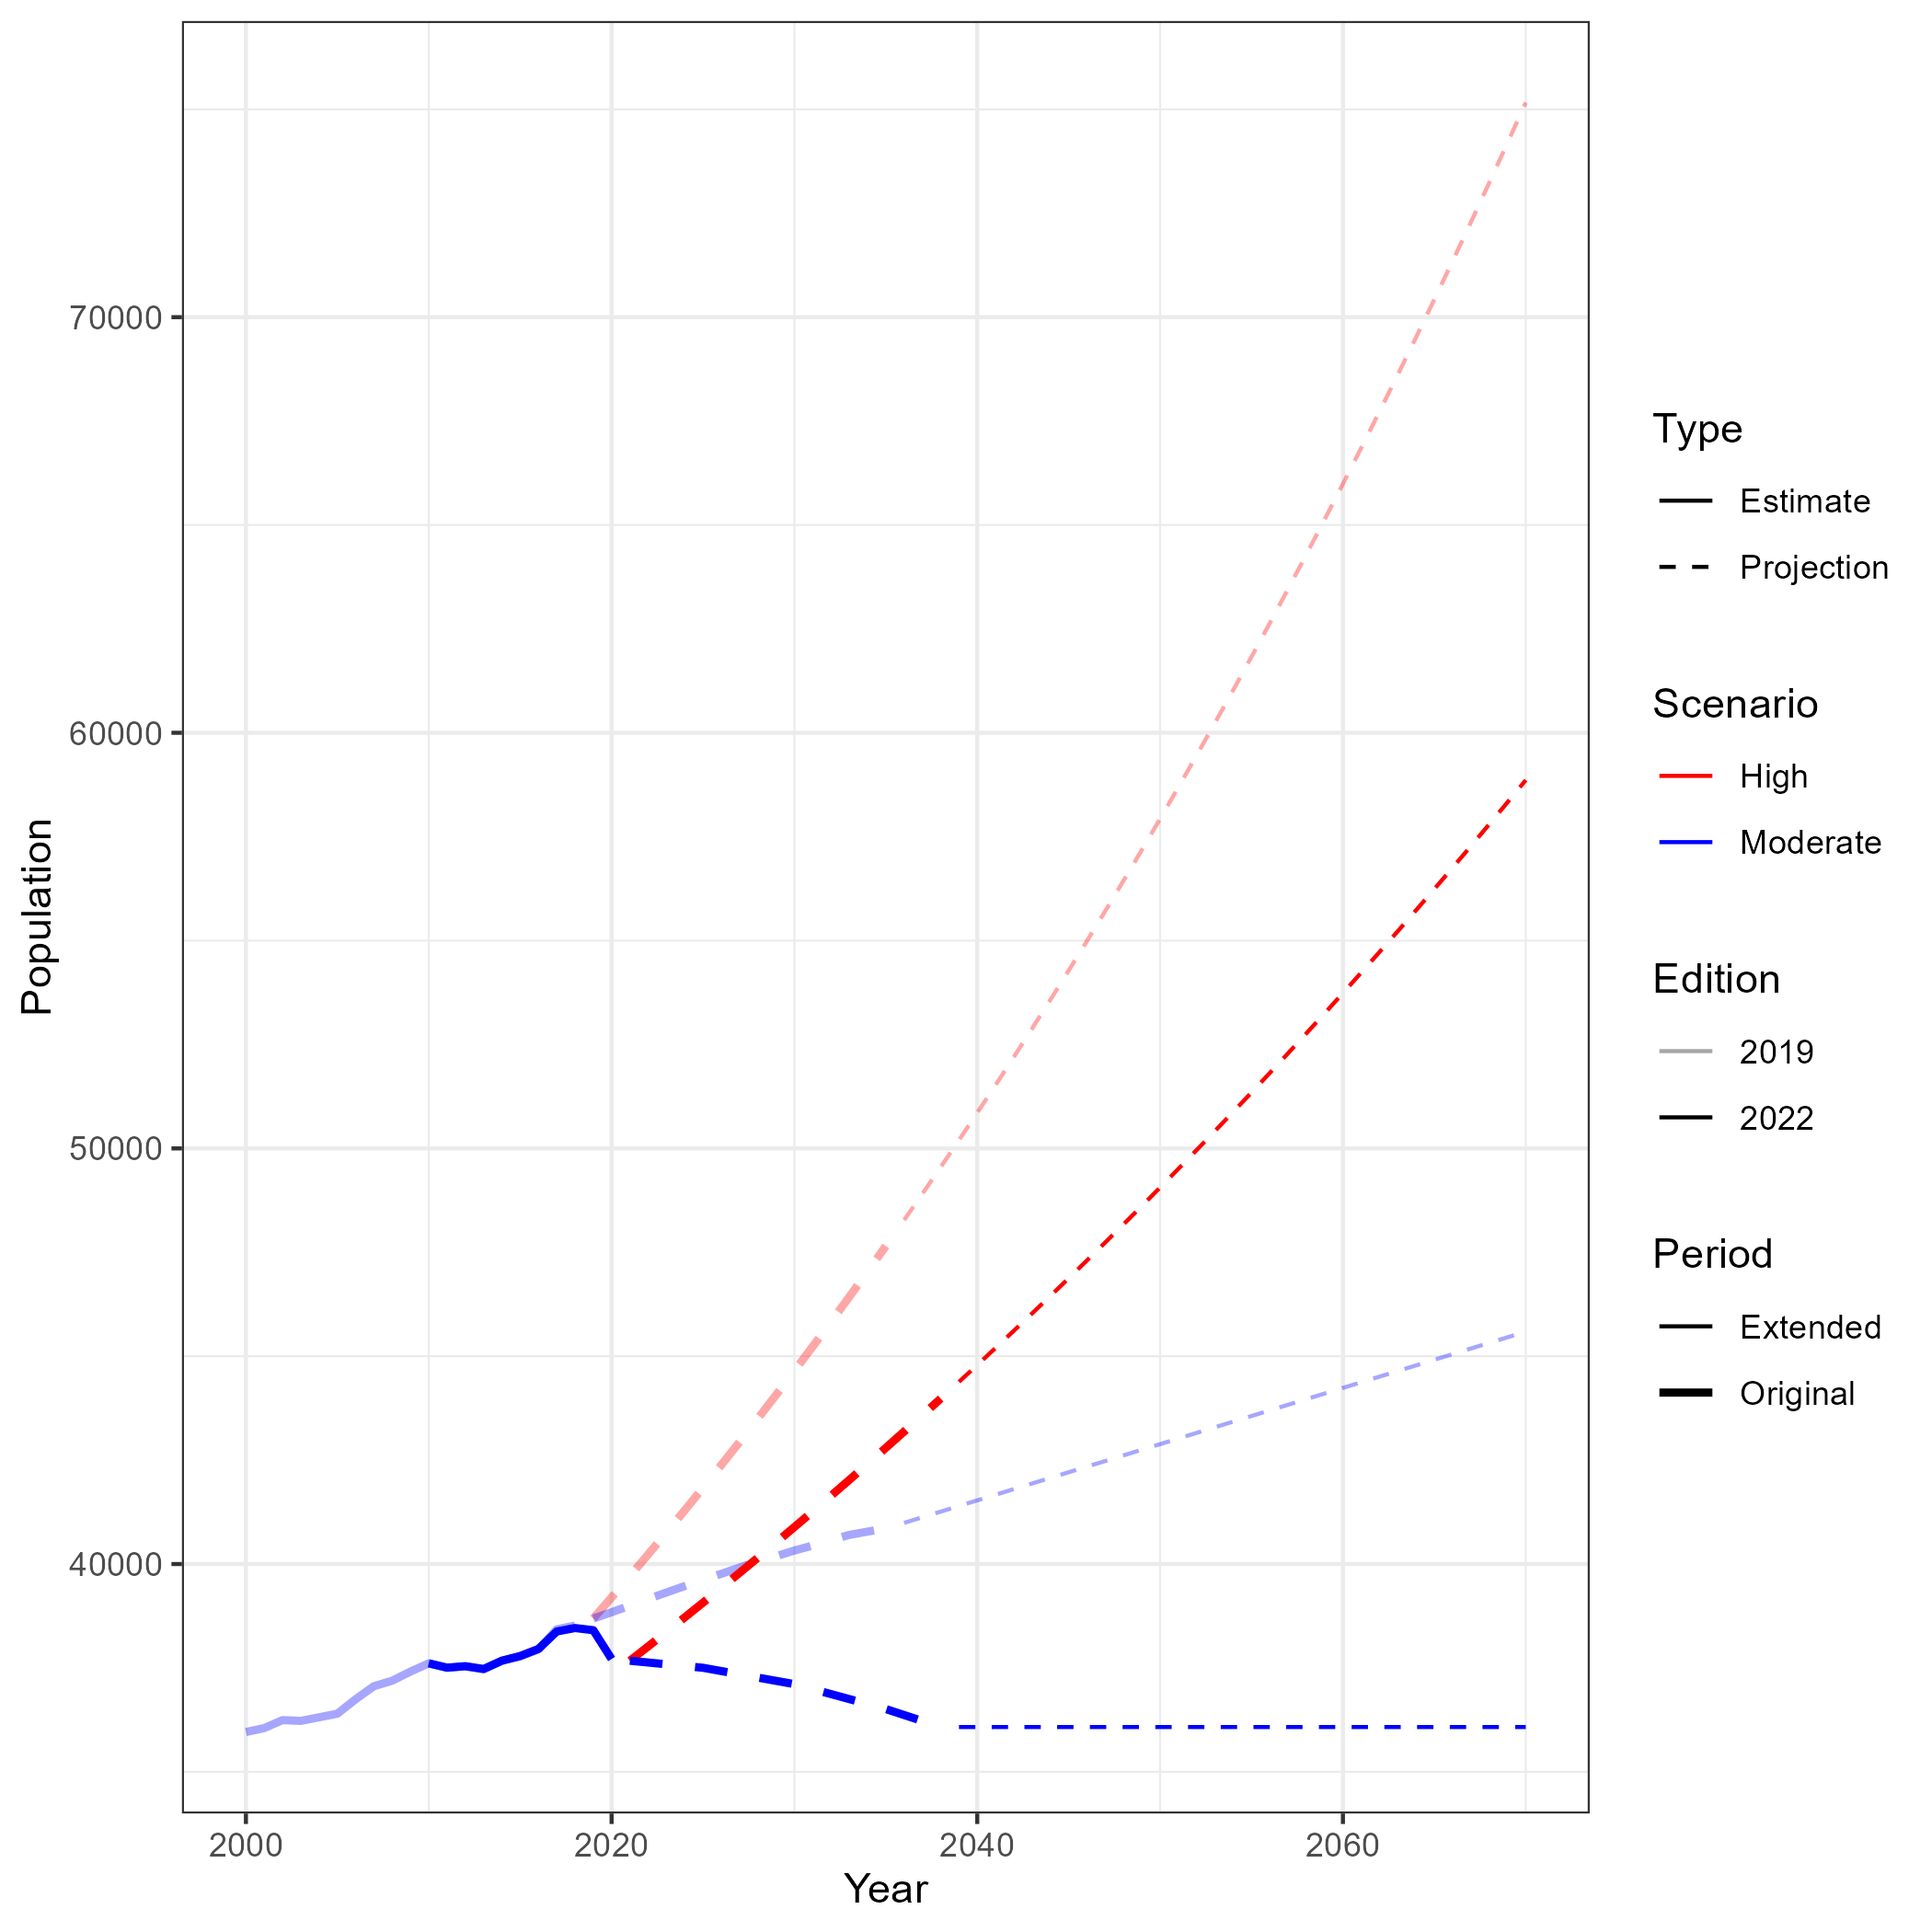 70000
60000
50000
40000
Population
2000
2020
2040
2060
Year
Type
Estimate
Projection
Scenario
High
Moderate
Edition
2019
2022
Period
Extended
Original